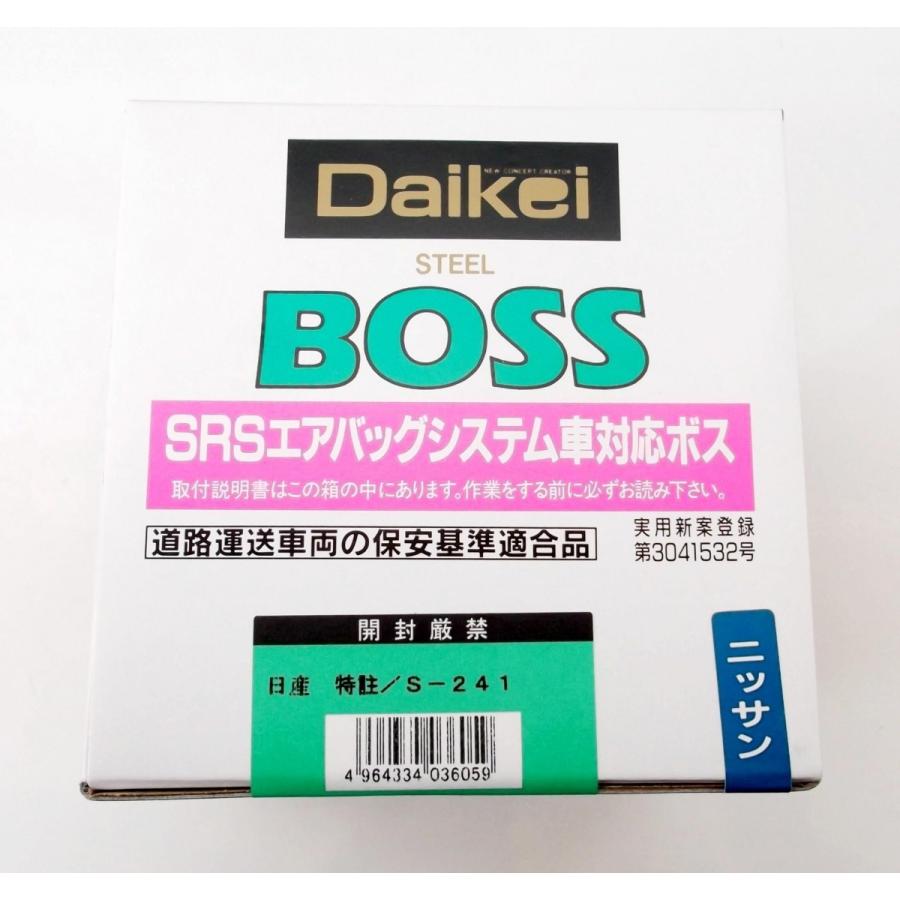 NEW CONCEPT CREATOR
Daikei
STEEL
BOSS
SRSエアバッグシステム車対応ボス
取付説明書はこの箱の中にあります。作業をする前に必ずお読み下さい。
道路運送車両の保安基準適合品
実用新案登録
第3041532号
開封厳禁
日産 特註/S-241
4 964334 036059
ニッサン